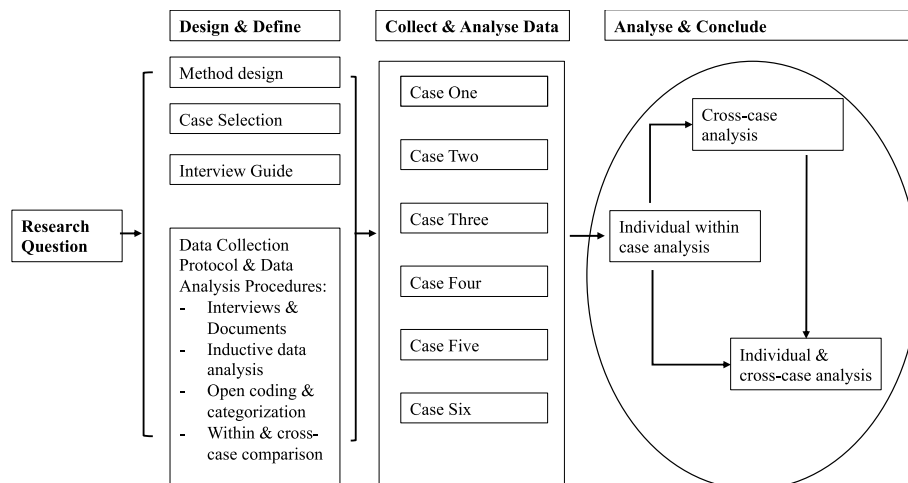 Design & Define
Collect & Analyse Data
Analyse & Conclude
Research
Question
Method design
Case Selection
Interview Guide
Data Collection
Protocol & Data
Analysis Procedures:
- Interviews &
Documents
- Inductive data
analysis
- Open coding &
categorization
- Within & cross-
case comparison
Case One
Case Two
Case Three
Case Four
Case Five
Case Six
Individual within
case analysis
Cross-case
analysis
Individual &
cross-case analysis